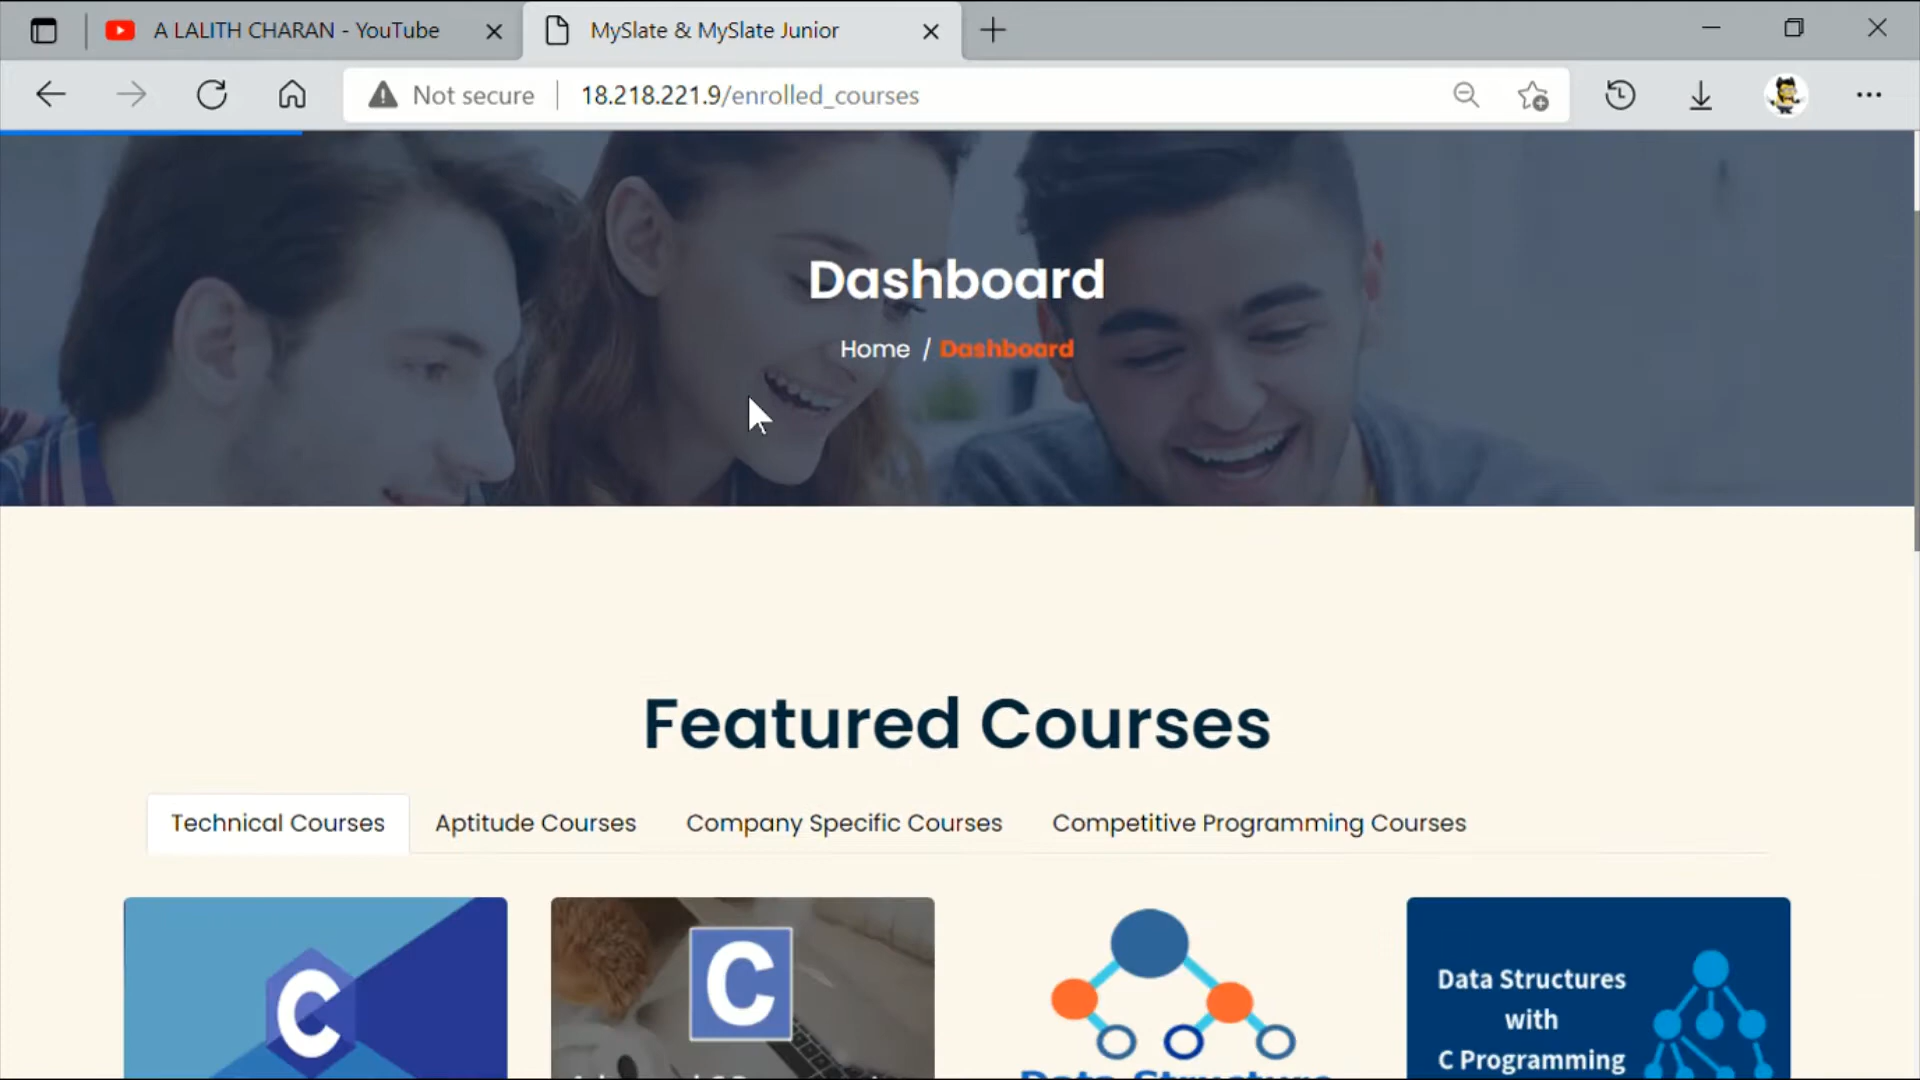 A LALITH CHARAN - YouTube
MySlate & MySlate Junior
Not secure
18.218.221.9/enrolled_courses
Dashboard
Home / Dashboard
Featured Courses
Technical Courses
Aptitude Courses
Company Specific Courses
Competitive Programming Courses
C
C
Data Structures
with
C Programming